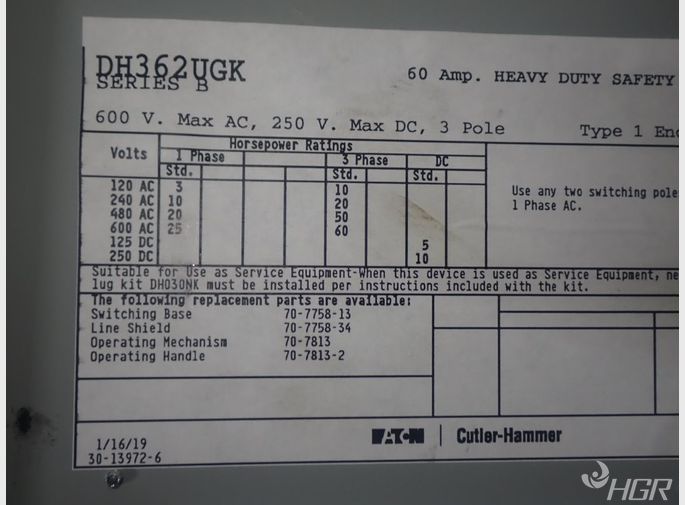 DH362UGK
SERIES B
60 Amp. HEAVY DUTY SAFETY
600 V. Max AC, 250 V. Max DC, 3 Pole
Type 1 Enc
Volts
Horsepower Ratings
1 Phase 3 Phase DC
Std. Std. Std.
120 AC 3 10
240 AC 10 20
480 AC 20 50
600 AC 25 60
125 DC 5
250 DC 10
Use any two switching pole
1 Phase AC.
Suitable for Use as Service Equipment-When this device is used as Service Equipment, ne
lug kit DH030NK must be installed per instructions included with the kit.
The following replacement parts are available:
Switching Base 70-7758-13
Line Shield 70-7758-34
Operating Mechanism 70-7813
Operating Handle 70-7813-2
1/16/19
30-13972-6
EATON Cutler-Hammer
HGR